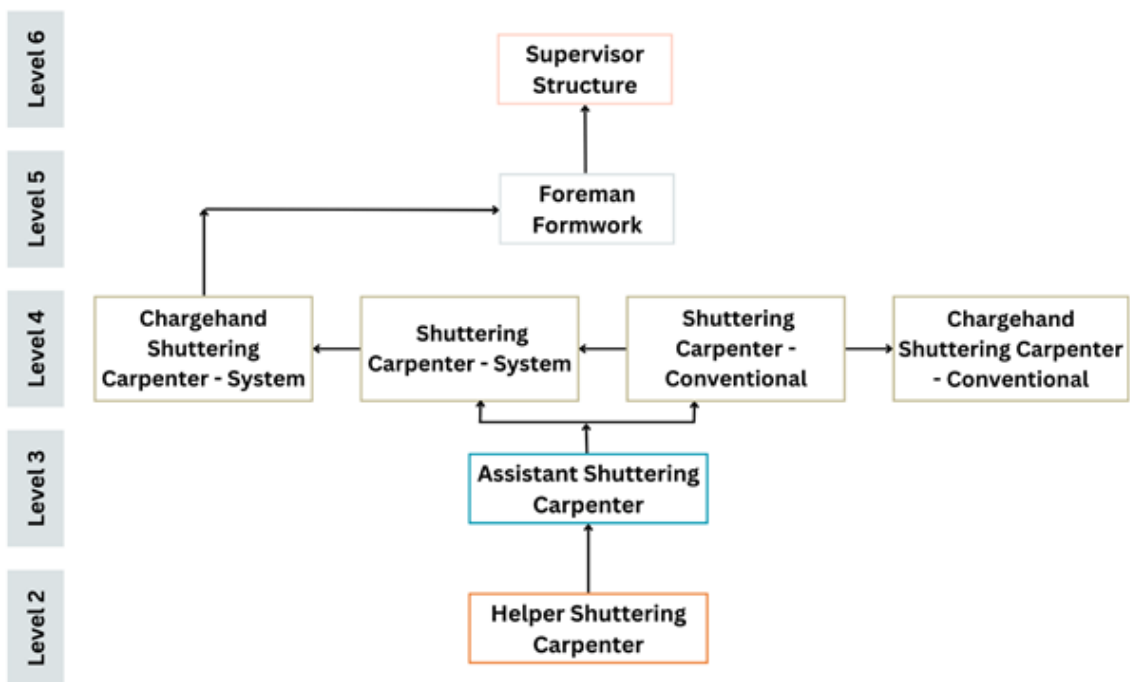 Level 6
Supervisor
Structure
Level 5
Foreman
Formwork
Level 4
Chargehand
Shuttering
Carpenter - System
Shuttering
Carpenter - System
Shuttering
Carpenter -
Conventional
Chargehand
Shuttering Carpenter
- Conventional
Level 3
Assistant Shuttering
Carpenter
Level 2
Helper Shuttering
Carpenter